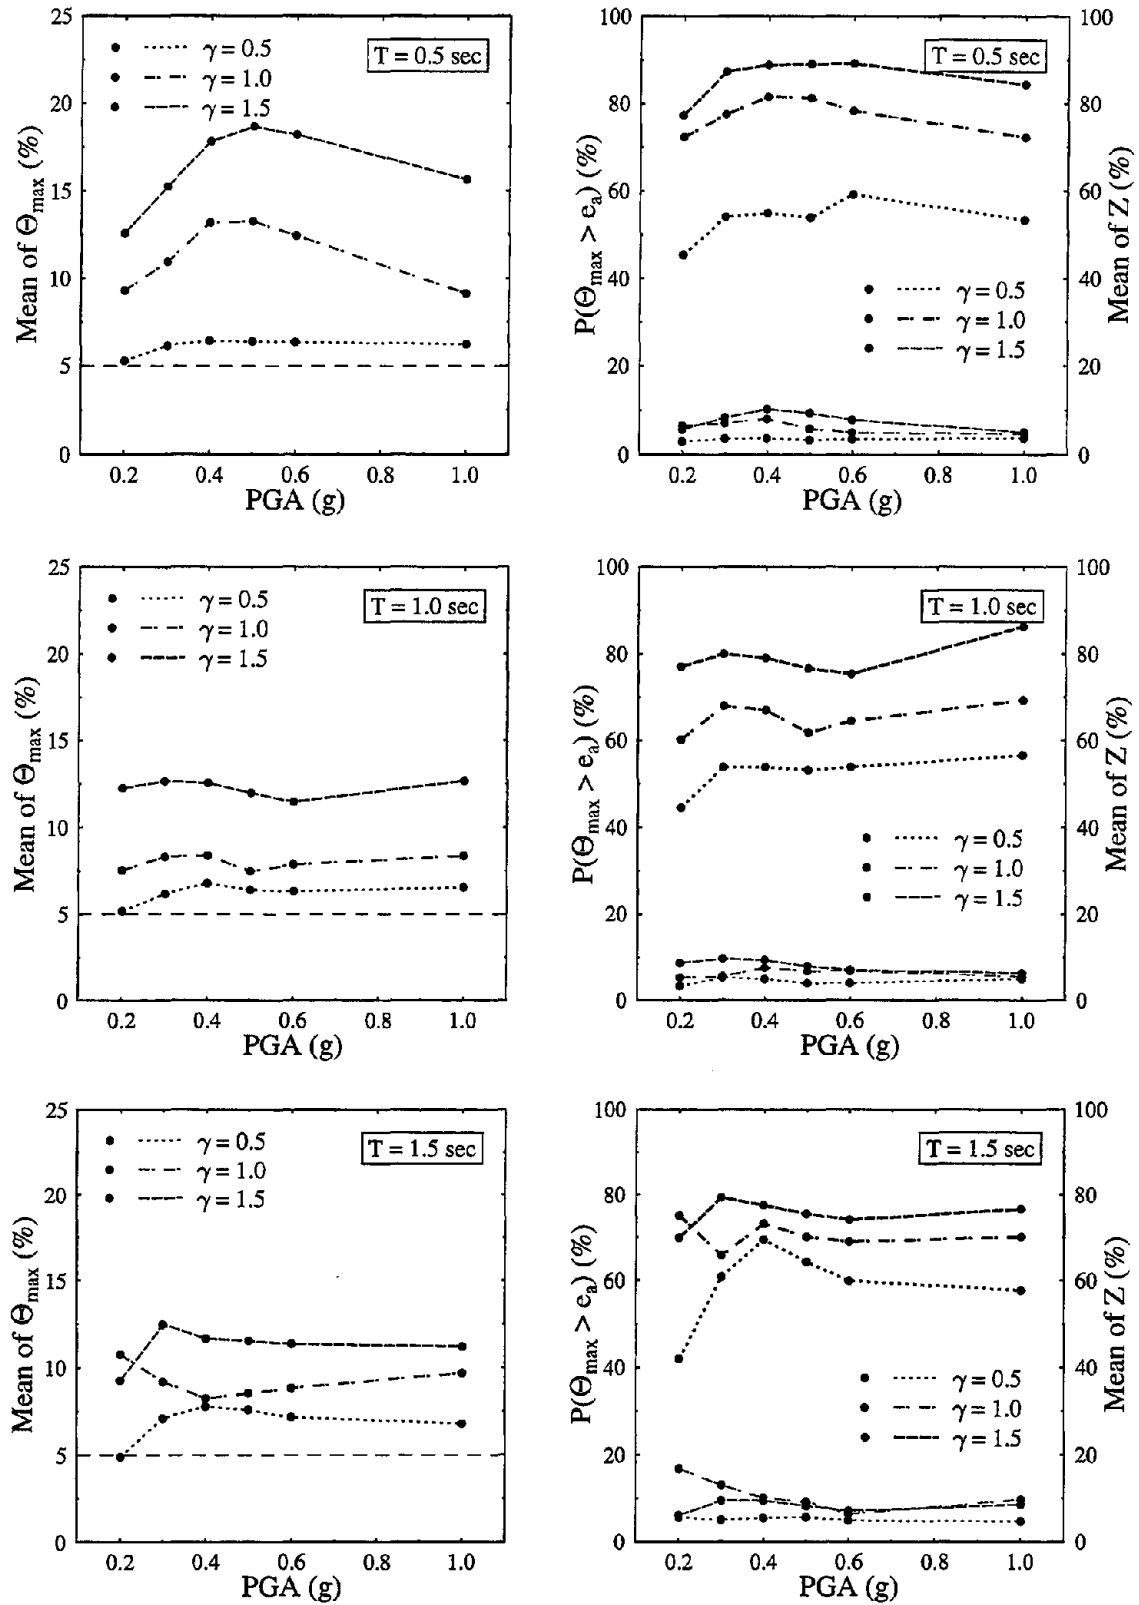 25
20
15
10
5
0
Mean of Θmax (%)
γ = 0.5
γ = 1.0
γ = 1.5
T = 0.5 sec
0.2 0.4 0.6 0.8 1.0
PGA (g)
100
80
60
40
20
0
P(Θmax > ea) (%)
T = 0.5 sec
γ = 0.5
γ = 1.0
γ = 1.5
100
80
60
40
20
0
Mean of Z (%)
0.2 0.4 0.6 0.8 1.0
PGA (g)
25
20
15
10
5
0
Mean of Θmax (%)
γ = 0.5
γ = 1.0
γ = 1.5
T = 1.0 sec
0.2 0.4 0.6 0.8 1.0
PGA (g)
100
80
60
40
20
0
P(Θmax > ea) (%)
T = 1.0 sec
γ = 0.5
γ = 1.0
γ = 1.5
100
80
60
40
20
0
Mean of Z (%)
0.2 0.4 0.6 0.8 1.0
PGA (g)
25
20
15
10
5
0
Mean of Θmax (%)
γ = 0.5
γ = 1.0
γ = 1.5
T = 1.5 sec
0.2 0.4 0.6 0.8 1.0
PGA (g)
100
80
60
40
20
0
P(Θmax > ea) (%)
T = 1.5 sec
γ = 0.5
γ = 1.0
γ = 1.5
100
80
60
40
20
0
Mean of Z (%)
0.2 0.4 0.6 0.8 1.0
PGA (g)